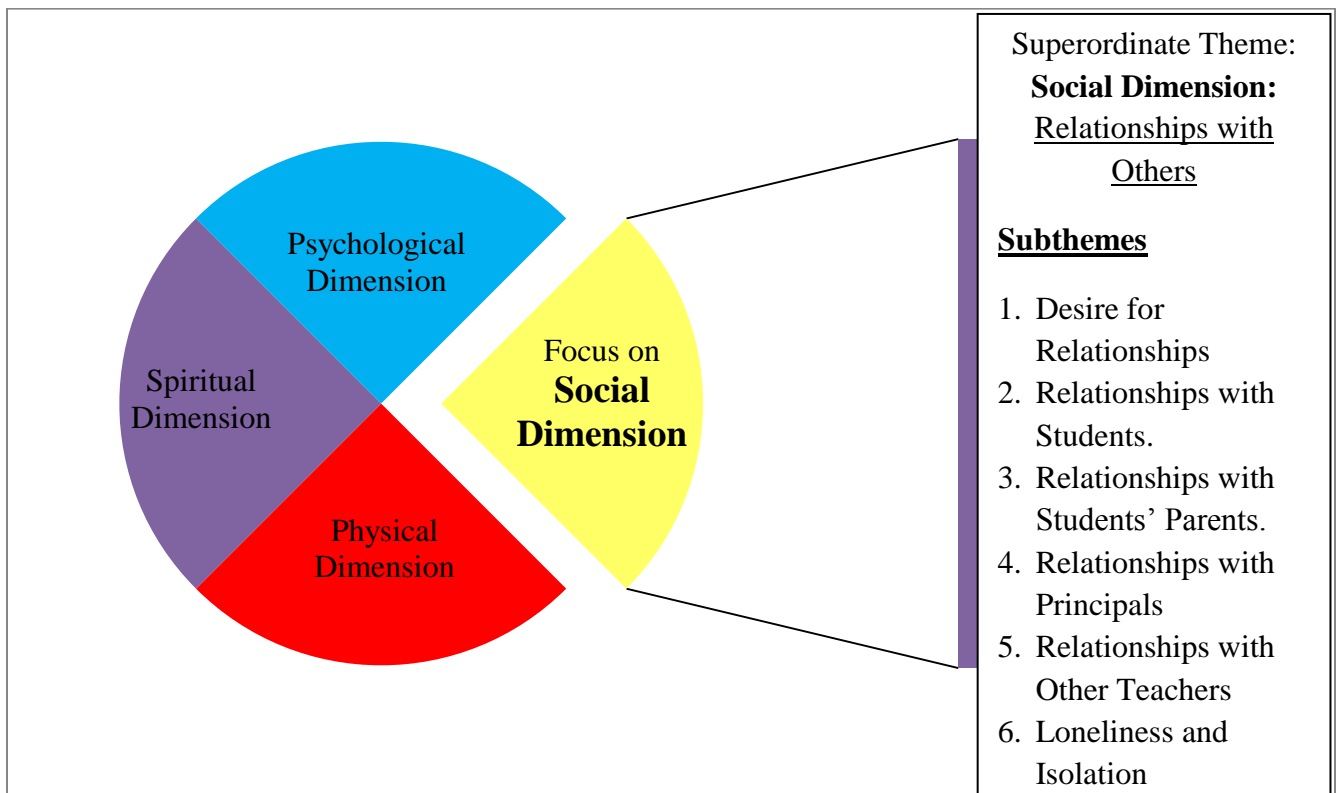 Psychological
Dimension
Spiritual
Dimension
Focus on
Social
Dimension
Physical
Dimension
Superordinate Theme:
Social Dimension:
Relationships with
Others
Subthemes
1. Desire for
Relationships
2. Relationships with
Students.
3. Relationships with
Students’ Parents.
4. Relationships with
Principals
5. Relationships with
Other Teachers
6. Loneliness and
Isolation